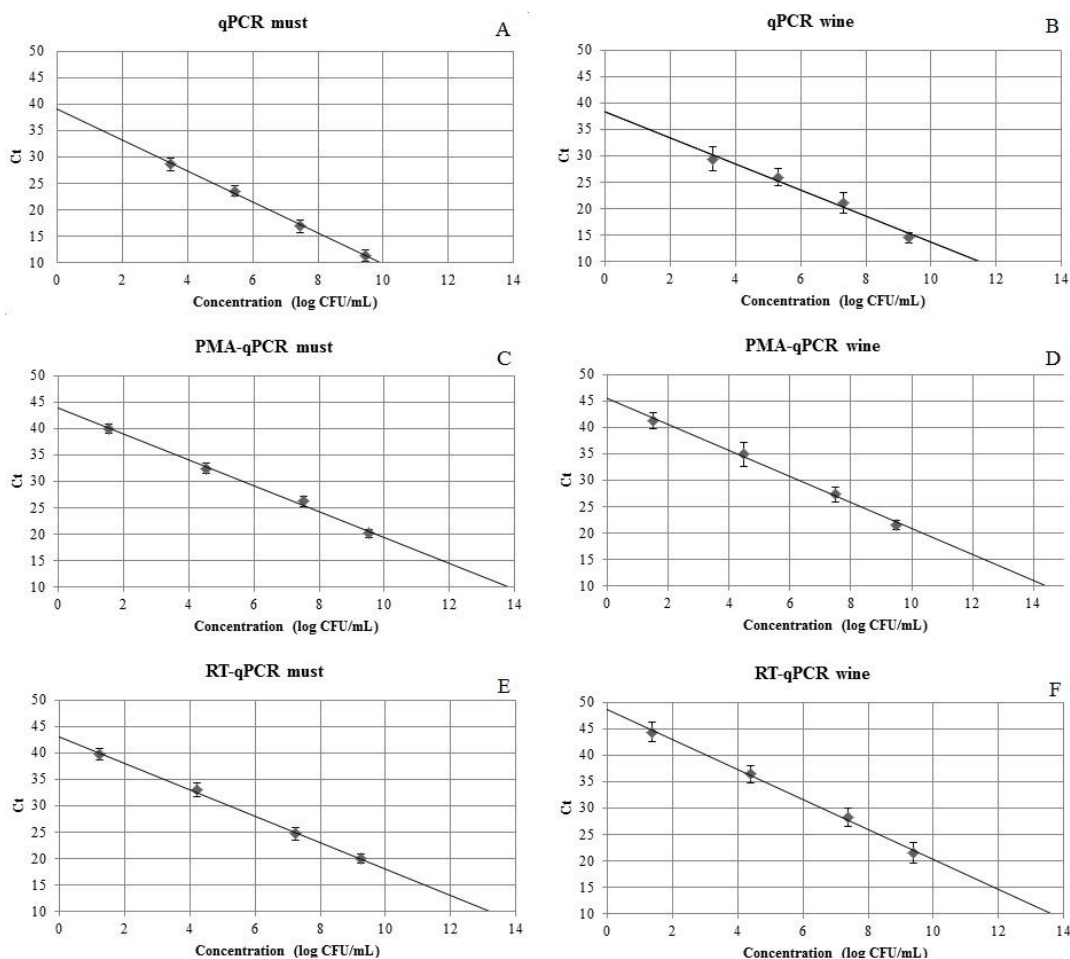 qPCR must
A
50
45
40
35
30
25
20
15
10
Ct
0 2 4 6 8 10 12 14
Concentration (log CFU/mL)
qPCR wine
B
50
45
40
35
30
25
20
15
10
Ct
0 2 4 6 8 10 12 14
Concentration (log CFU/mL)
PMA-qPCR must
C
50
45
40
35
30
25
20
15
10
Ct
0 2 4 6 8 10 12 14
Concentration (log CFU/mL)
PMA-qPCR wine
D
50
45
40
35
30
25
20
15
10
Ct
0 2 4 6 8 10 12 14
Concentration (log CFU/mL)
RT-qPCR must
E
50
45
40
35
30
25
20
15
10
Ct
0 2 4 6 8 10 12 14
Concentration (log CFU/mL)
RT-qPCR wine
F
50
45
40
35
30
25
20
15
10
Ct
0 2 4 6 8 10 12 14
Concentration (log CFU/mL)